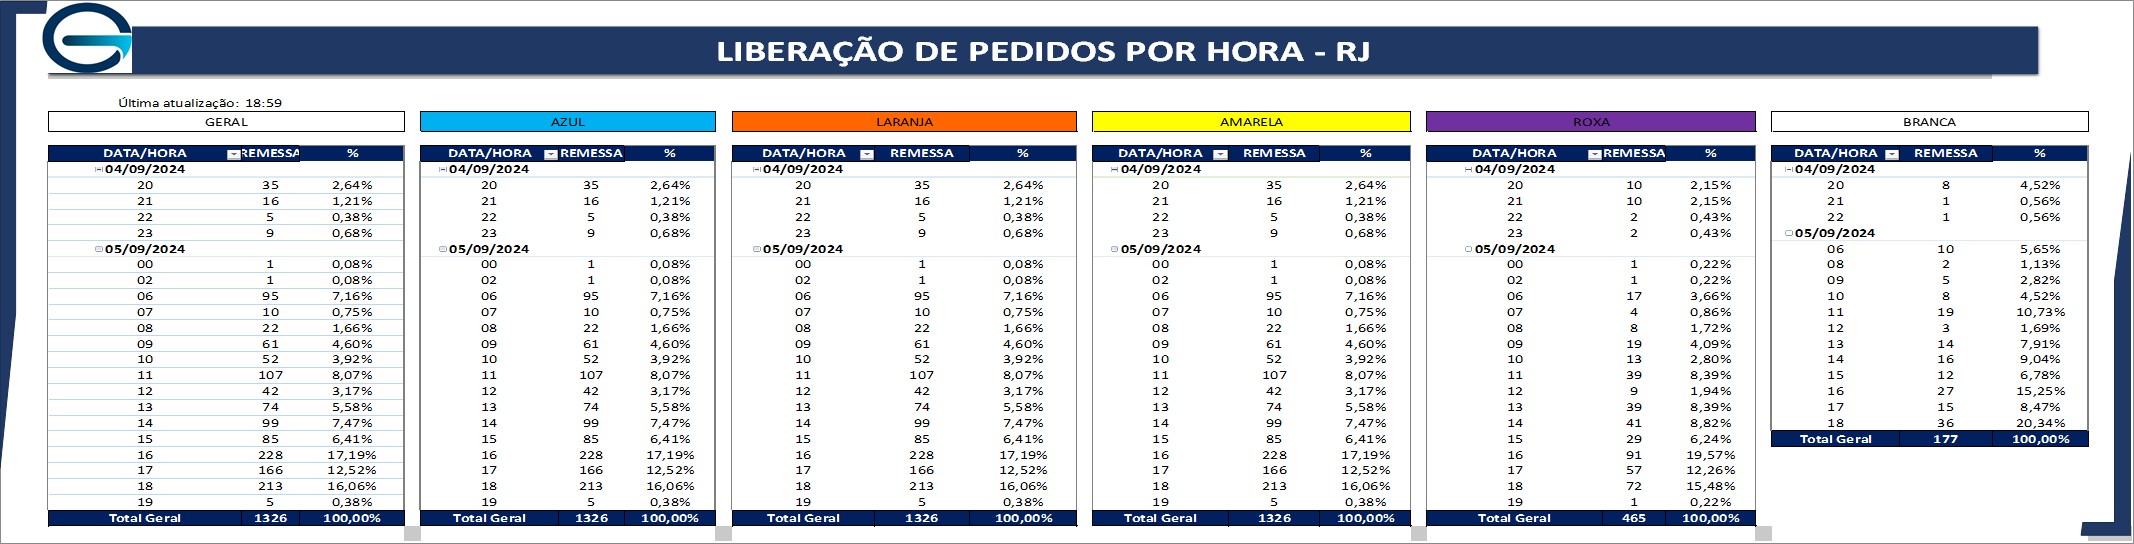 LIBERAÇÃO DE PEDIDOS POR HORA - RJ
Última atualização: 18:59
GERAL AZUL LARANJA AMARELA ROXA BRANCA
DATA/HORA REMESSA % DATA/HORA REMESSA % DATA/HORA REMESSA % DATA/HORA REMESSA % DATA/HORA REMESSA % DATA/HORA REMESSA %
04/09/2024 04/09/2024 04/09/2024 04/09/2024 04/09/2024 04/09/2024
20 35 2,64% 20 35 2,64% 20 35 2,64% 20 35 2,64% 20 10 2,15% 20 8 4,52%
21 16 1,21% 21 16 1,21% 21 16 1,21% 21 16 1,21% 21 10 2,15% 21 1 0,56%
22 5 0,38% 22 5 0,38% 22 5 0,38% 22 5 0,38% 22 2 0,43% 22 1 0,56%
23 9 0,68% 23 9 0,68% 23 9 0,68% 23 9 0,68% 23 2 0,43% 05/09/2024
05/09/2024 05/09/2024 05/09/2024 05/09/2024 05/09/2024 06 10 5,65%
00 1 0,08% 00 1 0,08% 00 1 0,08% 00 1 0,08% 00 1 0,22% 08 2 1,13%
02 1 0,08% 02 1 0,08% 02 1 0,08% 02 1 0,08% 02 1 0,22% 09 5 2,82%
06 95 7,16% 06 95 7,16% 06 95 7,16% 06 95 7,16% 06 17 3,66% 10 8 4,52%
07 10 0,75% 07 10 0,75% 07 10 0,75% 07 10 0,75% 07 4 0,86% 11 19 10,73%
08 22 1,66% 08 22 1,66% 08 22 1,66% 08 22 1,66% 08 8 1,72% 12 3 1,69%
09 61 4,60% 09 61 4,60% 09 61 4,60% 09 61 4,60% 09 19 4,09% 13 14 7,91%
10 52 3,92% 10 52 3,92% 10 52 3,92% 10 52 3,92% 10 13 2,80% 14 16 9,04%
11 107 8,07% 11 107 8,07% 11 107 8,07% 11 107 8,07% 11 39 8,39% 15 12 6,78%
12 42 3,17% 12 42 3,17% 12 42 3,17% 12 42 3,17% 12 9 1,94% 16 27 15,25%
13 74 5,58% 13 74 5,58% 13 74 5,58% 13 74 5,58% 13 39 8,39% 17 15 8,47%
14 99 7,47% 14 99 7,47% 14 99 7,47% 14 99 7,47% 14 41 8,82% 18 36 20,34%
15 85 6,41% 15 85 6,41% 15 85 6,41% 15 85 6,41% 15 29 6,24% Total Geral 177 100,00%
16 228 17,19% 16 228 17,19% 16 228 17,19% 16 228 17,19% 16 91 19,57%
17 166 12,52% 17 166 12,52% 17 166 12,52% 17 166 12,52% 17 57 12,26%
18 213 16,06% 18 213 16,06% 18 213 16,06% 18 213 16,06% 18 72 15,48%
19 5 0,38% 19 5 0,38% 19 5 0,38% 19 5 0,38% 19 1 0,22%
Total Geral 1326 100,00% Total Geral 1326 100,00% Total Geral 1326 100,00% Total Geral 1326 100,00% Total Geral 465 100,00%